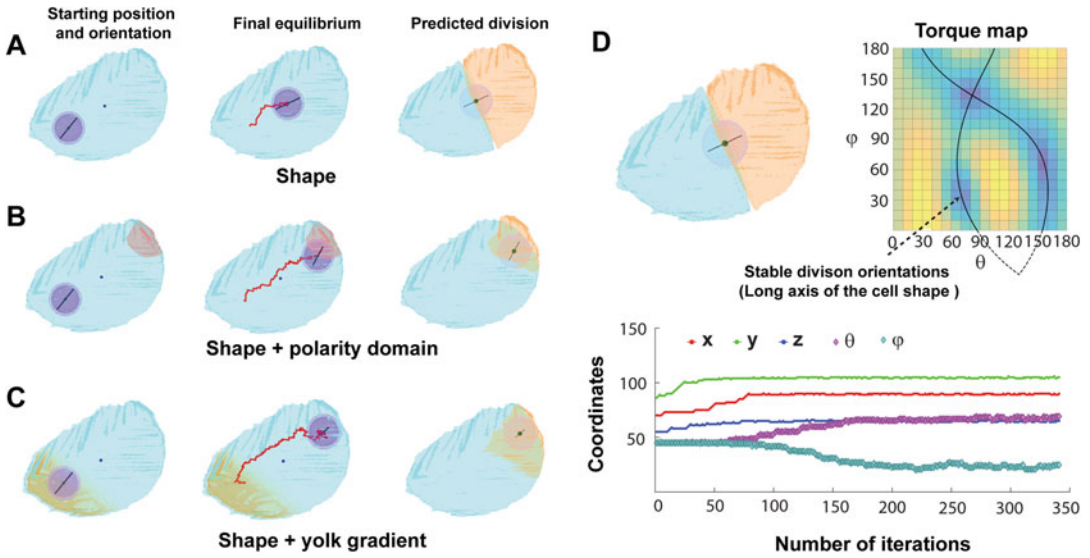 Starting position
and orientation
Final equilibrium
Predicted division
A
Shape
B
Shape + polarity domain
C
Shape + yolk gradient
D
Torque map
180
150
120
90
60
30
φ
0 30 60 90 120 150 180
θ
Stable divison orientations
(Long axis of the cell shape )
150
100
50
Coordinates
x y z θ φ
0 50 100 150 200 250 300 350
Number of iterations